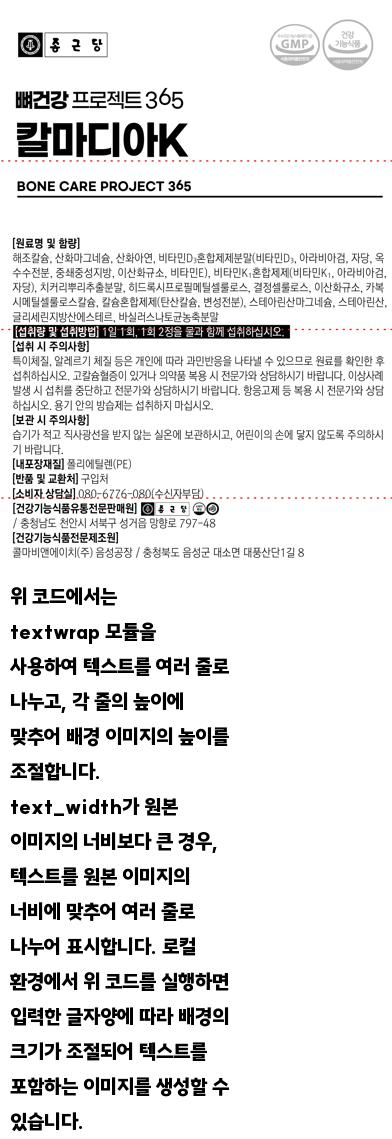 종근당
GMP
건강
기능식품
뼈건강 프로젝트 365
칼마디아K
BONE CARE PROJECT 365
[원료명 및 함량]
해조칼슘, 산화마그네슘, 산화아연, 비타민D₃혼합제제분말(비타민D₃, 아라비아검, 자당, 옥
수수전분, 중쇄중성지방, 이산화규소, 비타민E), 비타민K₁혼합제제(비타민K₁, 아라비아검,
자당), 치커리뿌리추출분말, 히드록시프로필메틸셀룰로스, 결정셀룰로스, 이산화규소, 카복
시메틸셀룰로스칼슘, 칼슘혼합제제(탄산칼슘, 변성전분), 스테아린산마그네슘, 스테아린산,
글리세린지방산에스테르, 바실러스나토균농축분말
[섭취량 및 섭취방법] 1일 1회, 1회 2정을 물과 함께 섭취하십시오.
[섭취 시 주의사항]
특이체질, 알레르기 체질 등은 개인에 따라 과민반응을 나타낼 수 있으므로 원료를 확인한 후
섭취하십시오. 고칼슘혈증이 있거나 의약품 복용 시 전문가와 상담하시기 바랍니다. 이상사례
발생 시 섭취를 중단하고 전문가와 상담하시기 바랍니다. 항응고제 등 복용 시 전문가와 상담
하십시오. 용기 안의 방습제는 섭취하지 마십시오.
[보관 시 주의사항]
습기가 적고 직사광선을 받지 않는 실온에 보관하시고, 어린이의 손에 닿지 않도록 주의하시
기 바랍니다.
[내포장재질] 폴리에틸렌(PE)
[반품 및 교환처] 구입처
[소비자 상담실] 080-6776-080(수신자부담)
[건강기능식품유통전문판매원] 종근당
/ 충청남도 천안시 서북구 성거읍 망향로 797-48
[건강기능식품전문제조원]
콜마비앤에이치(주) 음성공장 / 충청북도 음성군 대소면 대풍산단1길 8
위 코드에서는
textwrap 모듈을
사용하여 텍스트를 여러 줄로
나누고, 각 줄의 높이에
맞추어 배경 이미지의 높이를
조절합니다.
text_width가 원본
이미지의 너비보다 큰 경우,
텍스트를 원본 이미지의
너비에 맞추어 여러 줄로
나누어 표시합니다. 로컬
환경에서 위 코드를 실행하면
입력한 글자양에 따라 배경의
크기가 조절되어 텍스트를
포함하는 이미지를 생성할 수
있습니다.